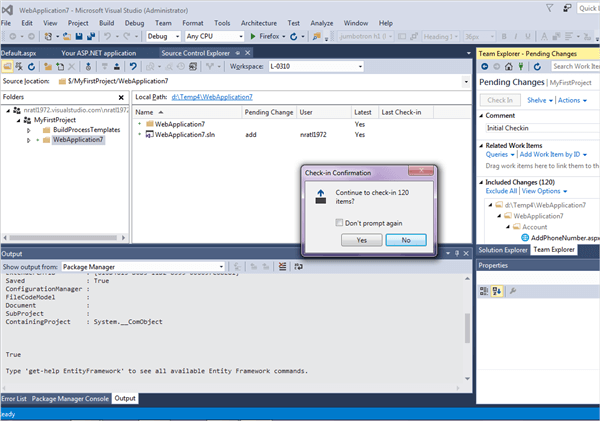 WebApplication7 - Microsoft Visual Studio (Administrator)
File Edit View Project Build Debug Team Format Tools Architecture Test Analyze Window Help
Debug Any CPU Firefox jumbotron h1 ( Heading 36px
Default.aspx Your ASP.NET application Source Control Explorer
Workspace: L-0310
Source Location: $/MyFirstProject/WebApplication7
Folders
nratl1972.visualstudio.com\nratl
MyFirstProject
BuildProcessTemplates
WebApplication7
Local Path: d:\Temp4\WebApplication7
Name Pending Change User Latest Last Check-in
WebApplication7 Yes
WebApplication7.sln add nratl1972 Yes
Check-in Confirmation
Continue to check-in 120
items?
Don't prompt again
Yes No
Output
Show output from: Package Manager
Saved : True
ConfigurationManager :
FileCodeModel :
Document :
SubProject :
ContainingProject : System.__ComObject
True
Type 'get-help EntityFramework' to see all available Entity Framework commands.
Error List Package Manager Console Output
eady
Quick
Team Explorer - Pending Changes
Search Work Item
Pending Changes | MyFirstProject
Check In Shelve Actions
Comment
Initial Checkin
Related Work Items
Queries Add Work Item by ID
Drag work items here to link them to th
Included Changes (120)
Exclude All View Options
d:\Temp4\WebApplication7
WebApplication7
Account
AddPhoneNumber.aspx
Solution Explorer Team Explorer
Properties